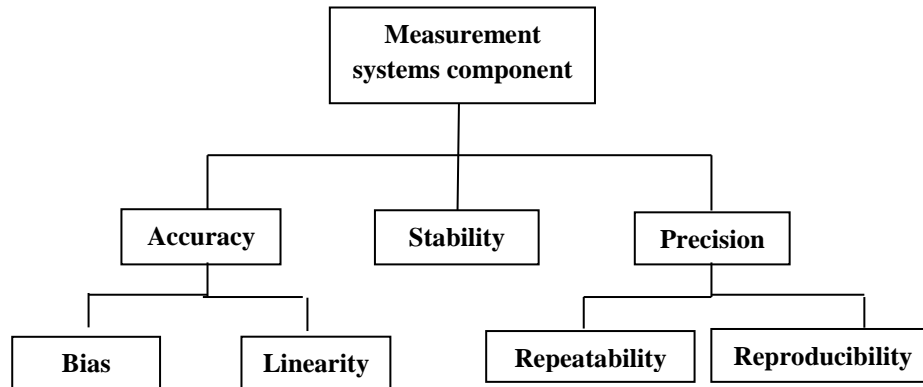 Measurement
systems component
Accuracy
Stability
Precision
Bias
Linearity
Repeatability
Reproducibility